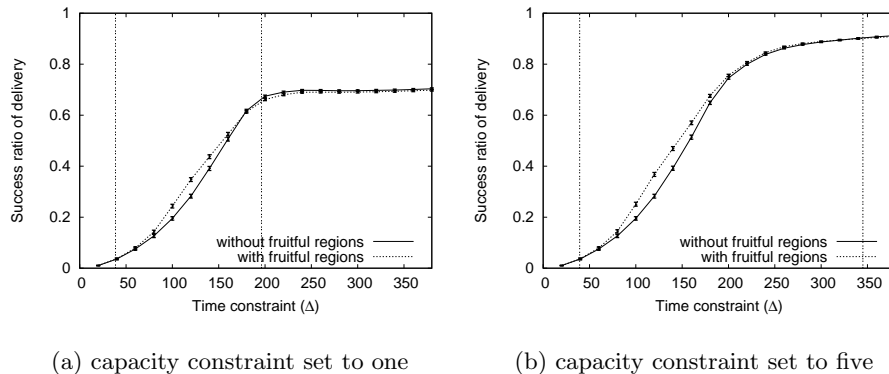 1
0.8
0.6
0.4
0.2
0
Success ratio of delivery
without fruitful regions
with fruitful regions
0 50 100 150 200 250 300 350
Time constraint (Δ)
(a) capacity constraint set to one
1
0.8
0.6
0.4
0.2
0
Success ratio of delivery
without fruitful regions
with fruitful regions
0 50 100 150 200 250 300 350
Time constraint (Δ)
(b) capacity constraint set to five